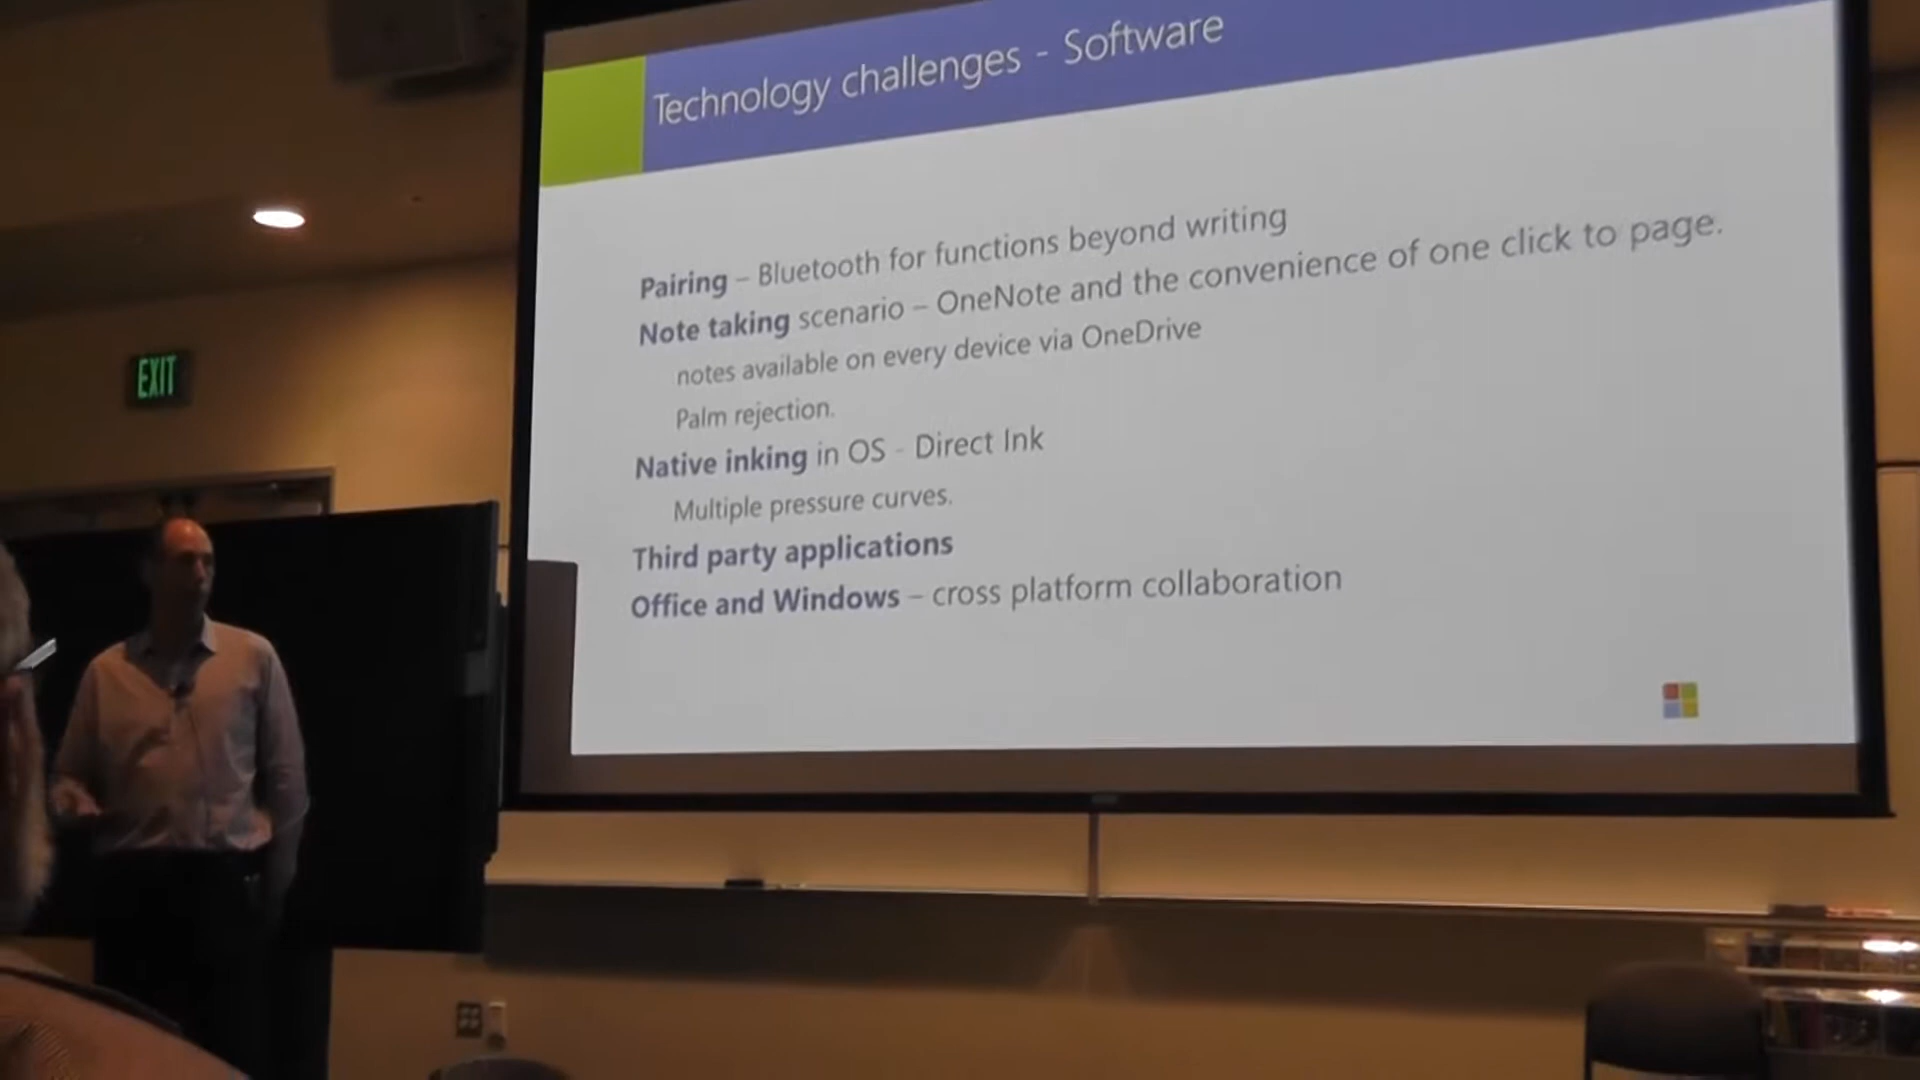 Technology challenges - Software
Pairing – Bluetooth for functions beyond writing
Note taking scenario – OneNote and the convenience of one click to page.
notes available on every device via OneDrive
Palm rejection.
Native inking in OS - Direct Ink
Multiple pressure curves.
Third party applications
Office and Windows – cross platform collaboration
EXIT